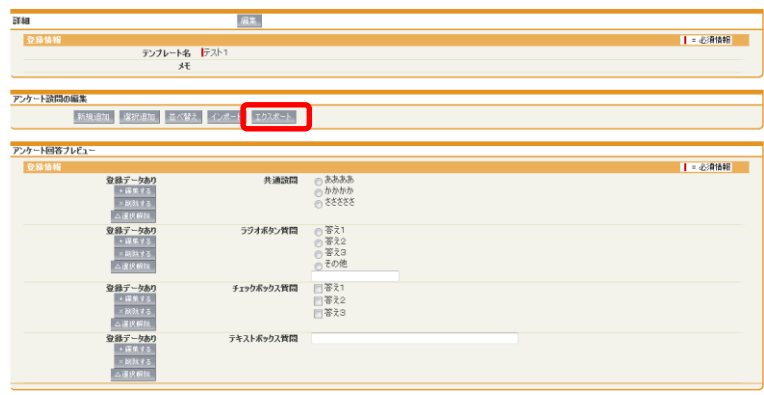 詳細 編集
登録情報 = 必須情報
テンプレート名 テスト1
メモ
アンケート設問の編集
新規追加 選択追加 並べ替え インポート エクスポート
アンケート回答プレビュー
登録情報 = 必須情報
登録データあり 共通設問 ああああ
+編集する かかかか
×削除する さささささ
△選択解除
登録データあり ラジオボタン質問 答え1
+編集する 答え2
×削除する 答え3
△選択解除 その他
登録データあり チェックボックス質問 答え1
+編集する 答え2
×削除する 答え3
△選択解除
登録データあり テキストボックス質問
+編集する
×削除する
△選択解除